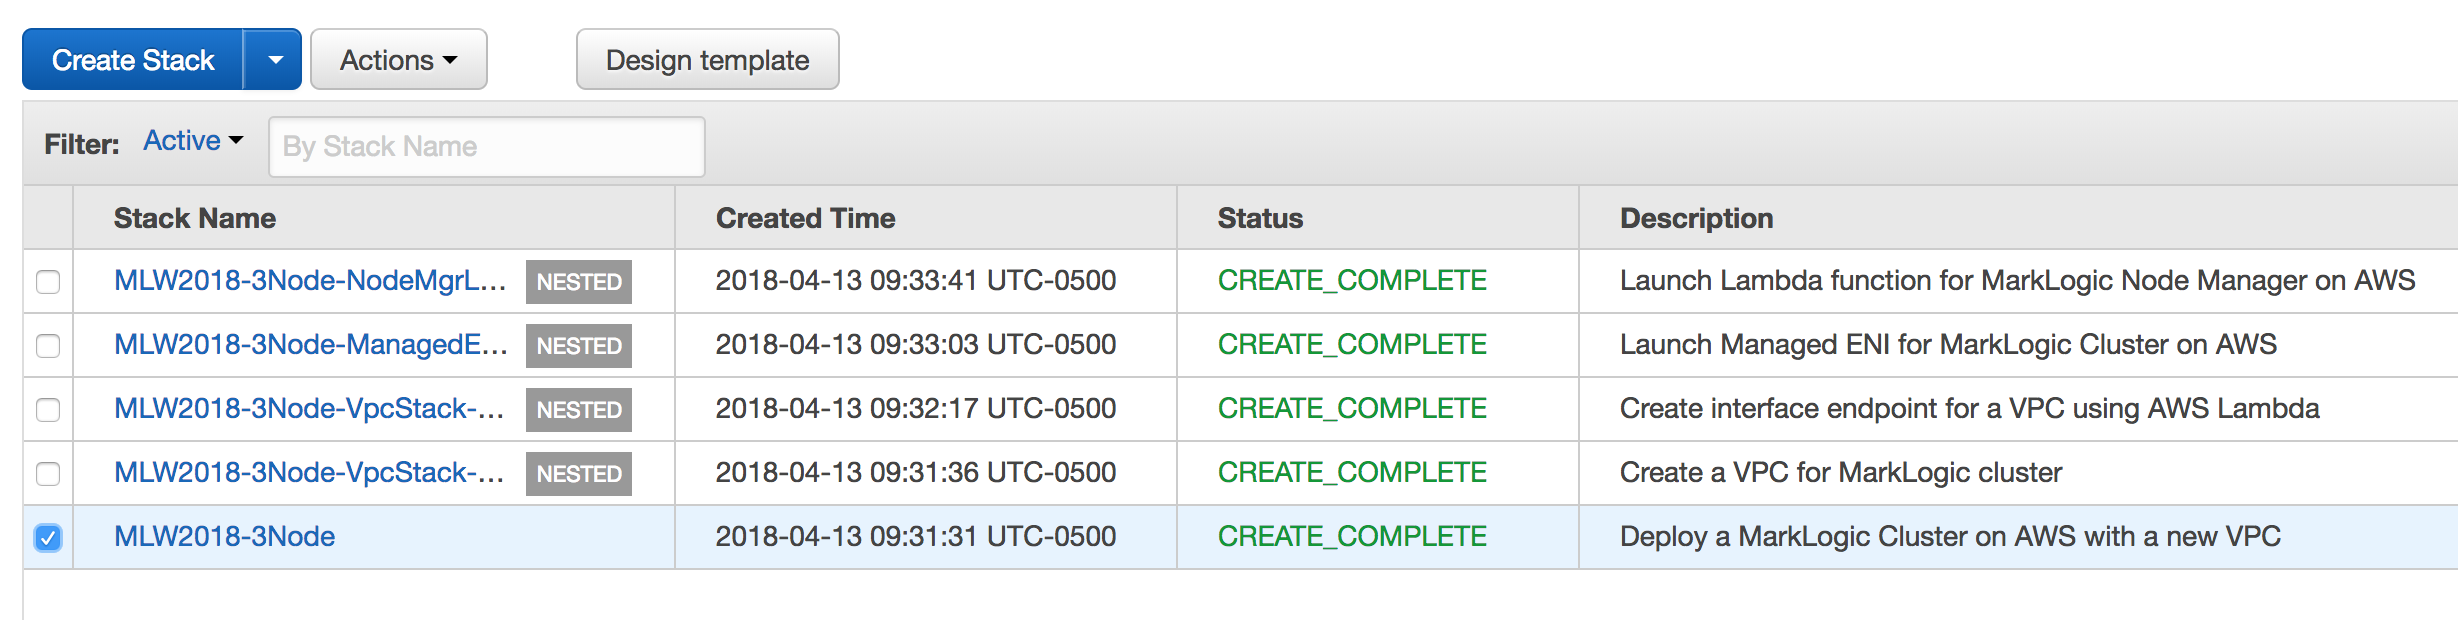 Create Stack Actions Design template
Filter: Active By Stack Name
Stack Name Created Time Status Description
MLW2018-3Node-NodeMgrL... NESTED 2018-04-13 09:33:41 UTC-0500 CREATE_COMPLETE Launch Lambda function for MarkLogic Node Manager on AWS
MLW2018-3Node-ManagedE... NESTED 2018-04-13 09:33:03 UTC-0500 CREATE_COMPLETE Launch Managed ENI for MarkLogic Cluster on AWS
MLW2018-3Node-VpcStack-... NESTED 2018-04-13 09:32:17 UTC-0500 CREATE_COMPLETE Create interface endpoint for a VPC using AWS Lambda
MLW2018-3Node-VpcStack-... NESTED 2018-04-13 09:31:36 UTC-0500 CREATE_COMPLETE Create a VPC for MarkLogic cluster
MLW2018-3Node 2018-04-13 09:31:31 UTC-0500 CREATE_COMPLETE Deploy a MarkLogic Cluster on AWS with a new VPC